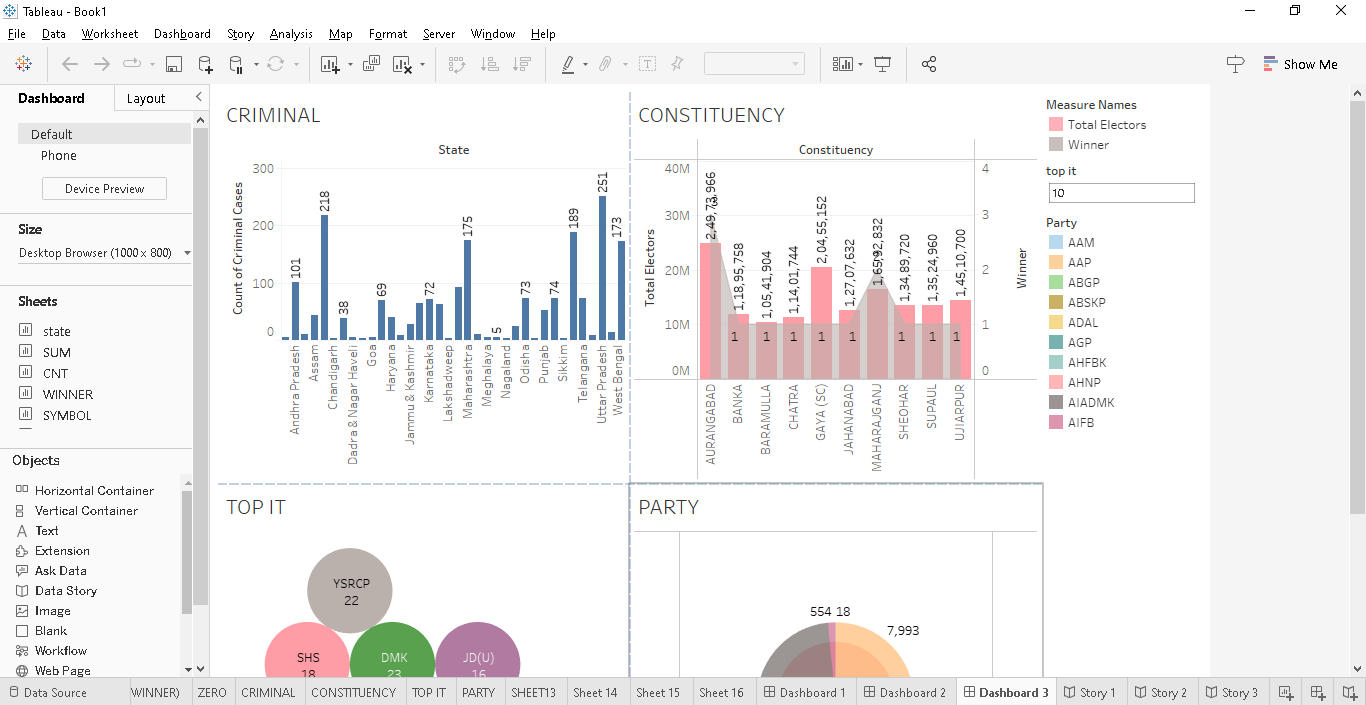 Tableau - Book1
File Data Worksheet Dashboard Story Analysis Map Format Server Window Help
Show Me
Dashboard Layout
Default
Phone
Device Preview
Size
Desktop Browser (1000 x 800)
Sheets
state
SUM
CNT
WINNER
SYMBOL
Objects
Horizontal Container
Vertical Container
Text
Extension
Ask Data
Data Story
Image
Blank
Workflow
Web Page
CRIMINAL
State
Count of Criminal Cases
300
200
100
0
101
218
38
69
72
175
5
73
74
189
251
173
Andhra Pradesh
Assam
Chandigarh
Dadra & Nagar Haveli
Goa
Haryana
Jammu & Kashmir
Karnataka
Lakshadweep
Maharashtra
Meghalaya
Nagaland
Odisha
Punjab
Sikkim
Telangana
Uttar Pradesh
West Bengal
CONSTITUENCY
Constituency
Total Electors
40M
30M
20M
10M
0M
2,49,73,966
1,18,95,758
1,05,41,904
1,14,01,744
2,04,55,152
1,27,07,632
1,65,92,832
1,34,89,720
1,35,24,960
1,45,10,700
1 1 1 1 1 1 1 1
4
3
2
1
0
Winner
AURANGABAD
BANKA
BARAMULLA
CHATRA
GAYA (SC)
JAHANABAD
MAHARAJGANJ
SHEOHAR
SUPAUL
UJIARPUR
Measure Names
Total Electors
Winner
top it
10
Party
AAM
AAP
ABGP
ABSKP
ADAL
AGP
AHFBK
AHNP
AIADMK
AIFB
TOP IT
YSRCP
22
SHS
18
DMK
23
JD(U)
16
PARTY
554 18
7,993
Data Source WINNER) ZERO CRIMINAL CONSTITUENCY TOP IT PARTY SHEET13 Sheet 14 Sheet 15 Sheet 16 Dashboard 1 Dashboard 2 Dashboard 3 Story 1 Story 2 Story 3